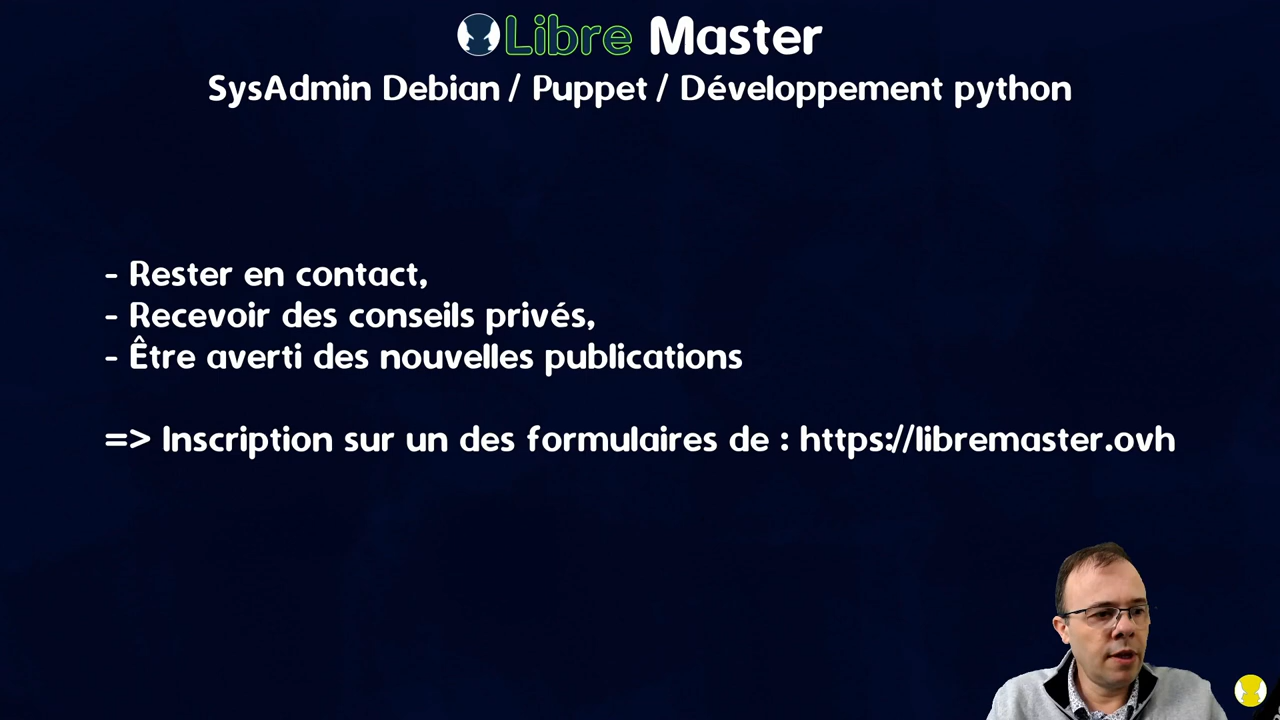 Libre Master
SysAdmin Debian / Puppet / Développement python
- Rester en contact,
- Recevoir des conseils privés,
- Être averti des nouvelles publications
=> Inscription sur un des formulaires de : https://libremaster.ovh